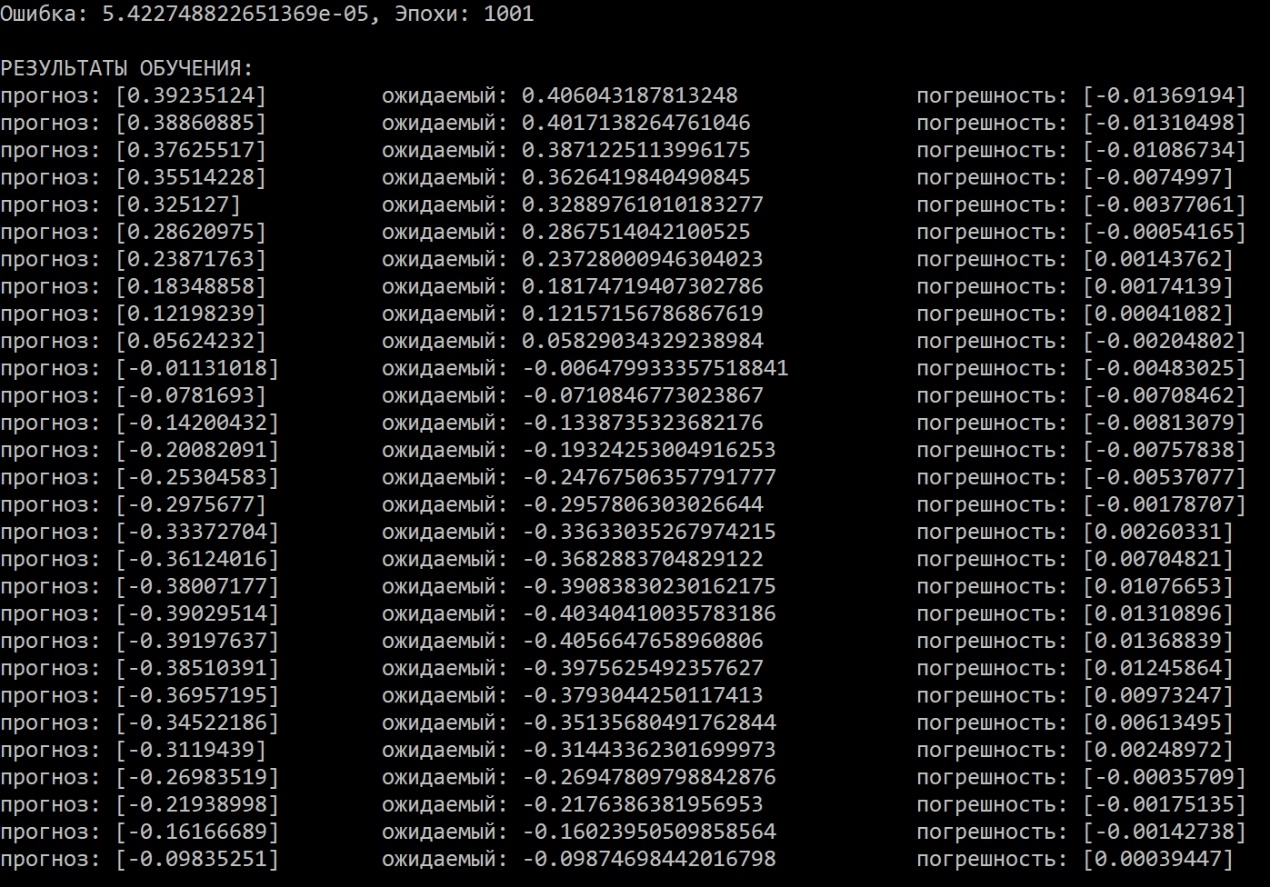 Ошибка: 5.422748822651369e-05, Эпохи: 1001
РЕЗУЛЬТАТЫ ОБУЧЕНИЯ:
прогноз: [0.39235124] ожидаемый: 0.406043187813248 погрешность: [-0.01369194]
прогноз: [0.38860885] ожидаемый: 0.4017138264761046 погрешность: [-0.01310498]
прогноз: [0.37625517] ожидаемый: 0.3871225113996175 погрешность: [-0.01086734]
прогноз: [0.35514228] ожидаемый: 0.3626419840490845 погрешность: [-0.0074997]
прогноз: [0.325127] ожидаемый: 0.32889761010183277 погрешность: [-0.00377061]
прогноз: [0.28620975] ожидаемый: 0.2867514042100525 погрешность: [-0.00054165]
прогноз: [0.23871763] ожидаемый: 0.23728000946304023 погрешность: [0.00143762]
прогноз: [0.18348858] ожидаемый: 0.18174719407302786 погрешность: [0.00174139]
прогноз: [0.12198239] ожидаемый: 0.12157156786867619 погрешность: [0.00041082]
прогноз: [0.05624232] ожидаемый: 0.05829034329238984 погрешность: [-0.00204802]
прогноз: [-0.01131018] ожидаемый: -0.006479933357518841 погрешность: [-0.00483025]
прогноз: [-0.0781693] ожидаемый: -0.0710846773023867 погрешность: [-0.00708462]
прогноз: [-0.14200432] ожидаемый: -0.1338735323682176 погрешность: [-0.00813079]
прогноз: [-0.20082091] ожидаемый: -0.19324253004916253 погрешность: [-0.00757838]
прогноз: [-0.25304583] ожидаемый: -0.24767506357791777 погрешность: [-0.00537077]
прогноз: [-0.2975677] ожидаемый: -0.2957806303026644 погрешность: [-0.00178707]
прогноз: [-0.33372704] ожидаемый: -0.33633035267974215 погрешность: [0.00260331]
прогноз: [-0.36124016] ожидаемый: -0.3682883704829122 погрешность: [0.00704821]
прогноз: [-0.38007177] ожидаемый: -0.39083830230162175 погрешность: [0.01076653]
прогноз: [-0.39029514] ожидаемый: -0.40340410035783186 погрешность: [0.01310896]
прогноз: [-0.39197637] ожидаемый: -0.4056647658960806 погрешность: [0.01368839]
прогноз: [-0.38510391] ожидаемый: -0.3975625492357627 погрешность: [0.01245864]
прогноз: [-0.36957195] ожидаемый: -0.3793044250117413 погрешность: [0.00973247]
прогноз: [-0.34522186] ожидаемый: -0.35135680491762844 погрешность: [0.00613495]
прогноз: [-0.3119439] ожидаемый: -0.31443362301699973 погрешность: [0.00248972]
прогноз: [-0.26983519] ожидаемый: -0.26947809798842876 погрешность: [-0.00035709]
прогноз: [-0.21938998] ожидаемый: -0.2176386381956953 погрешность: [-0.00175135]
прогноз: [-0.16166689] ожидаемый: -0.16023950509858564 погрешность: [-0.00142738]
прогноз: [-0.09835251] ожидаемый: -0.09874698442016798 погрешность: [0.00039447]